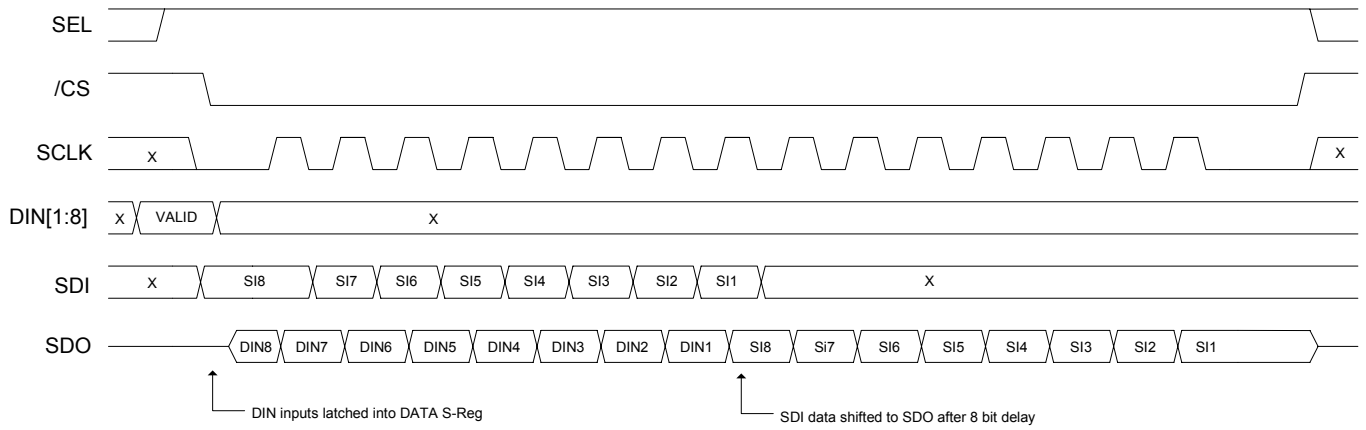 SEL
/CS
SCLK X X
DIN[1:8] X VALID X
SDI X SI8 SI7 SI6 SI5 SI4 SI3 SI2 SI1 X
SDO DIN8 DIN7 DIN6 DIN5 DIN4 DIN3 DIN2 DIN1 SI8 Si7 SI6 SI5 SI4 SI3 SI2 SI1
DIN inputs latched into DATA S-Reg SDI data shifted to SDO after 8 bit delay